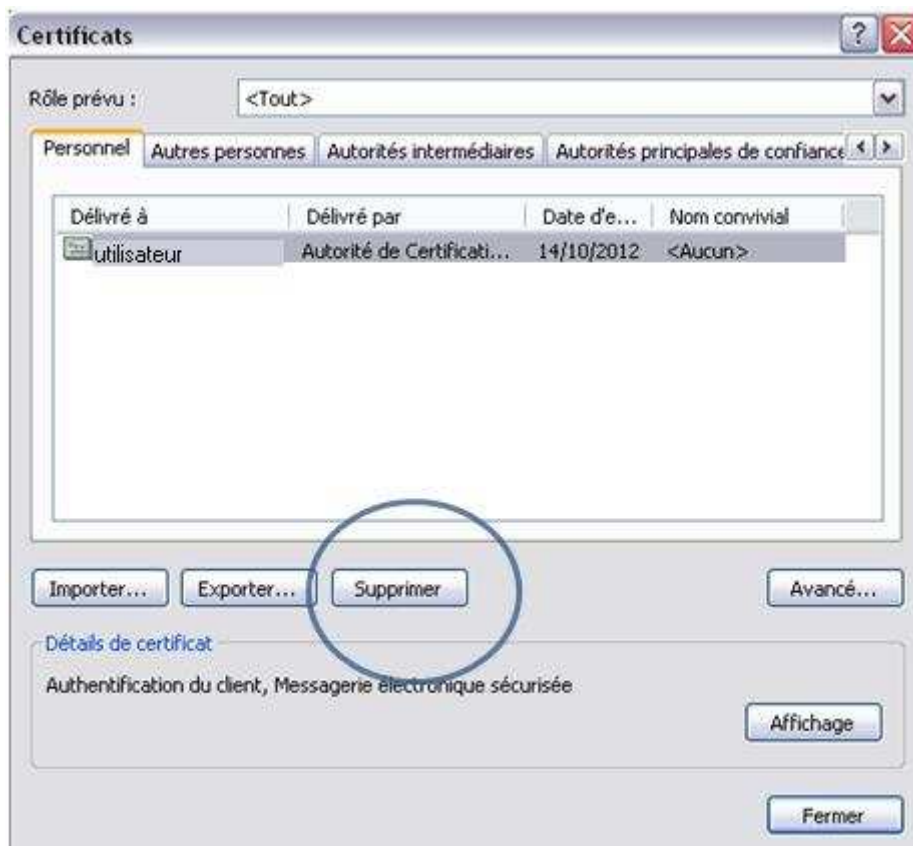 Certificats
Rôle prévu : <Tout>
Personnel Autres personnes Autorités intermédiaires Autorités principales de confiance
Délivré à Délivré par Date d'e... Nom convivial
utilisateur Autorité de Certificati... 14/10/2012 <Aucun>
Importer... Exporter... Supprimer Avancé...
Détails de certificat
Authentification du client, Messagerie électronique sécurisée
Affichage
Fermer